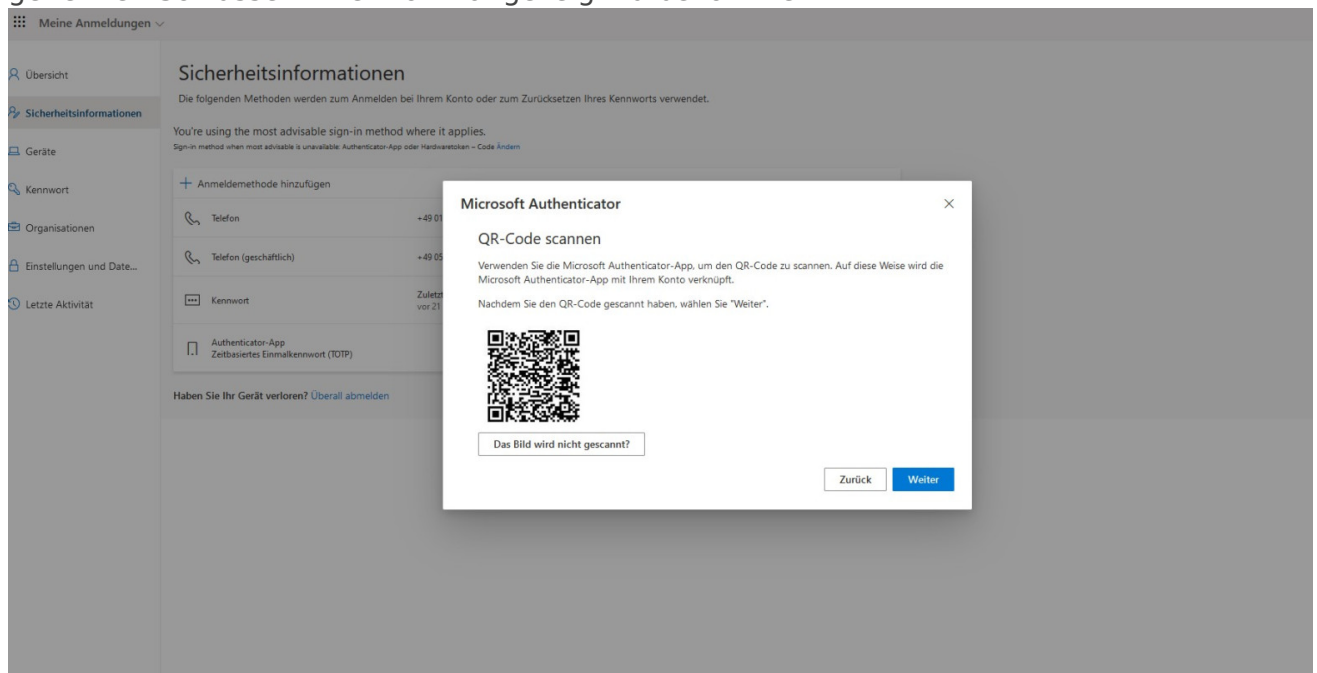 Meine Anmeldungen
Übersicht
Sicherheitsinformationen
Geräte
Kennwort
Organisationen
Einstellungen und Date...
Letzte Aktivität
Sicherheitsinformationen
Die folgenden Methoden werden zum Anmelden bei Ihrem Konto oder zum Zurücksetzen Ihres Kennworts verwendet.
You're using the most advisable sign-in method where it applies.
Sign-in method when most advisable is unavailable: Authenticator-App oder Hardwaretoken – Code Ändern
Anmeldemethode hinzufügen
Telefon +49 01
Telefon (geschäftlich) +49 05
Kennwort
Zuletzt
vor 21
Authenticator-App
Zeitbasiertes Einmalkennwort (TOTP)
Haben Sie Ihr Gerät verloren? Überall abmelden
Microsoft Authenticator
QR-Code scannen
Verwenden Sie die Microsoft Authenticator-App, um den QR-Code zu scannen. Auf diese Weise wird die
Microsoft Authenticator-App mit Ihrem Konto verknüpft.
Nachdem Sie den QR-Code gescannt haben, wählen Sie "Weiter".
Das Bild wird nicht gescannt?
Zurück
Weiter